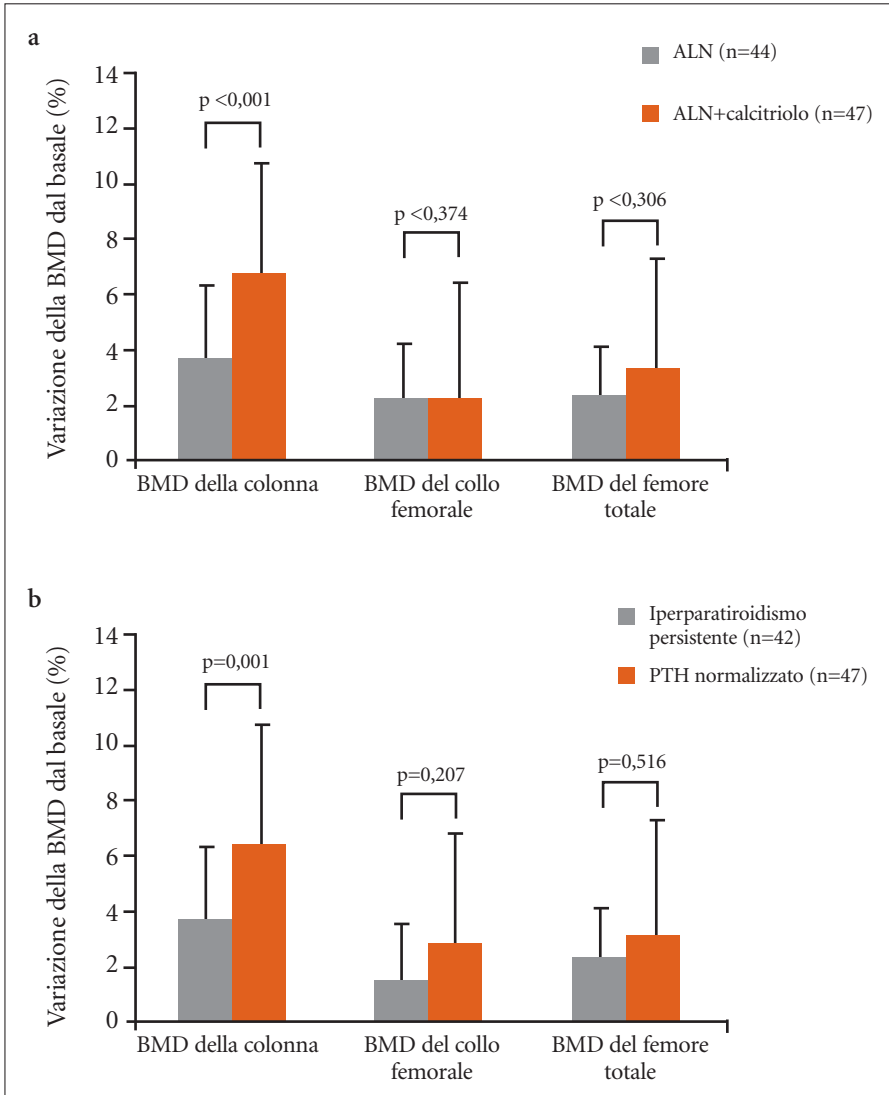 a
ALN (n=44)
ALN+calcitriolo (n=47)
Variazione della BMD dal basale (%)
14
12
10
8
6
4
2
0
p <0,001
p <0,374
p <0,306
BMD della colonna
BMD del collo
femorale
BMD del femore
totale
b
Iperparatiroidismo
persistente (n=42)
PTH normalizzato (n=47)
Variazione della BMD dal basale (%)
14
12
10
8
6
4
2
0
p=0,001
p=0,207
p=0,516
BMD della colonna
BMD del collo
femorale
BMD del femore
totale